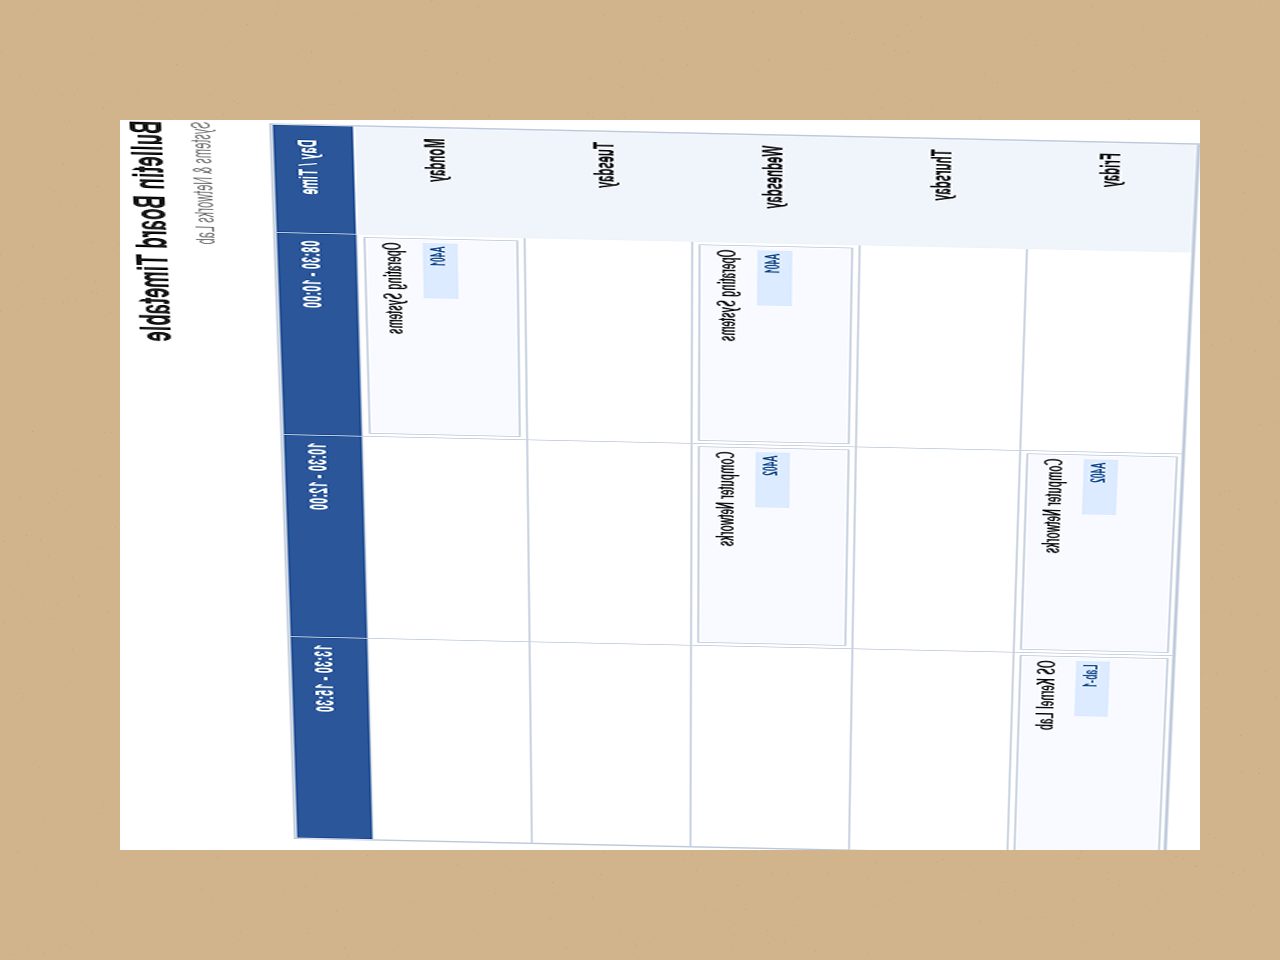 Bulletin Board Timetable
Systems & Networks Lab
Day / Time
08:30 - 10:00
10:30 - 12:00
13:30 - 15:30
Monday
Operating Systems
A401
Tuesday
Wednesday
Operating Systems
A401
Computer Networks
A402
Thursday
Friday
Computer Networks
A402
OS Kernel Lab
Lab-1